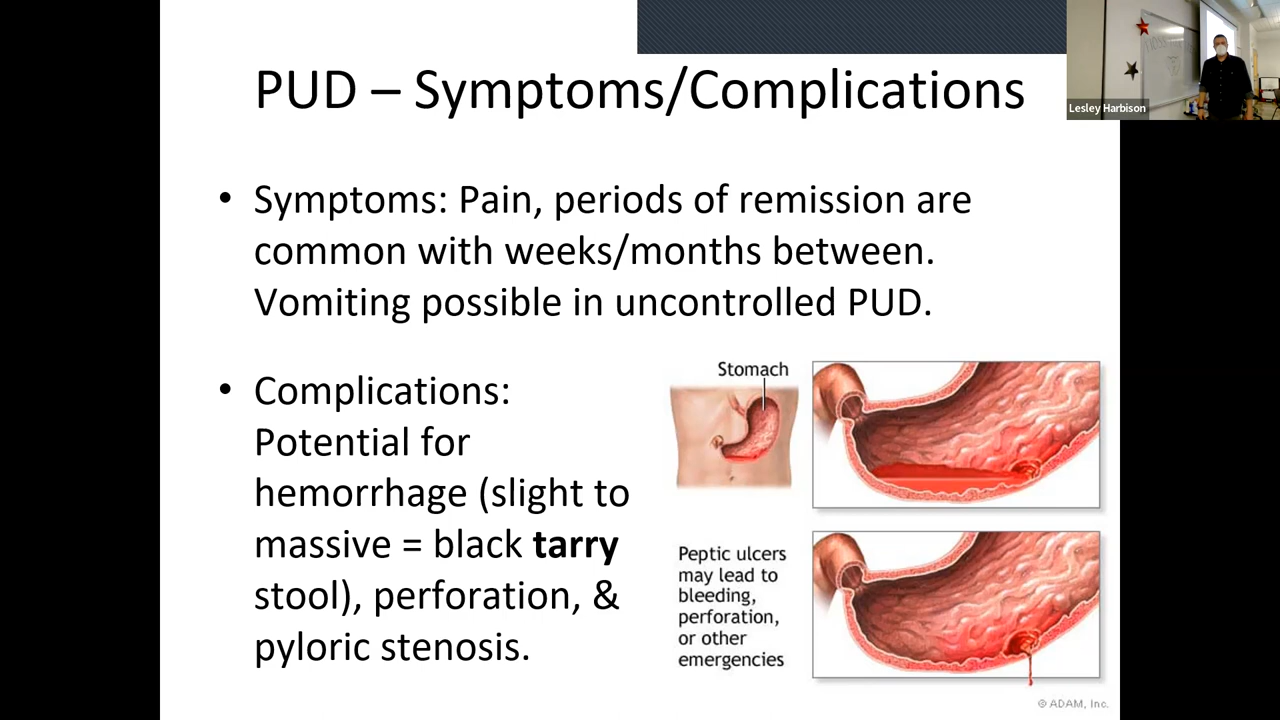 PUD – Symptoms/Complications
Lesley Harbison
• Symptoms: Pain, periods of remission are
common with weeks/months between.
Vomiting possible in uncontrolled PUD.
• Complications:
Potential for
hemorrhage (slight to
massive = black tarry
stool), perforation, &
pyloric stenosis.
Stomach
Peptic ulcers
may lead to
bleeding,
perforation,
or other
emergencies
© ADAM, Inc.